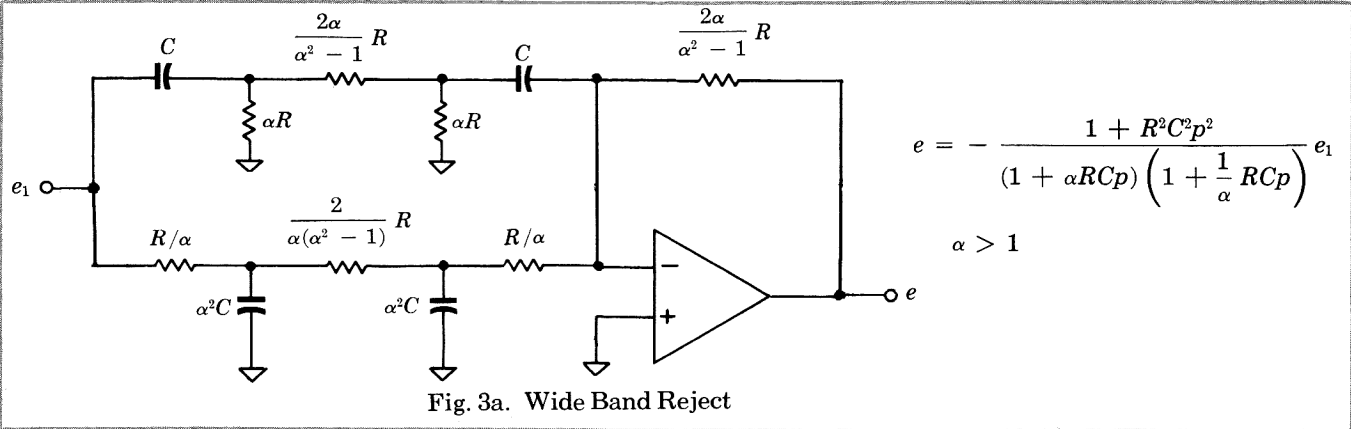 C
2α / (α² − 1) R
C
2α / (α² − 1) R
αR
αR
e = − (1 + R²C²p²) / ((1 + αRCp)(1 + (1/α) RCp)) e₁
e₁
R/α
2 / (α(α² − 1)) R
R/α
α > 1
−
α²C
α²C
+
e
Fig. 3a. Wide Band Reject